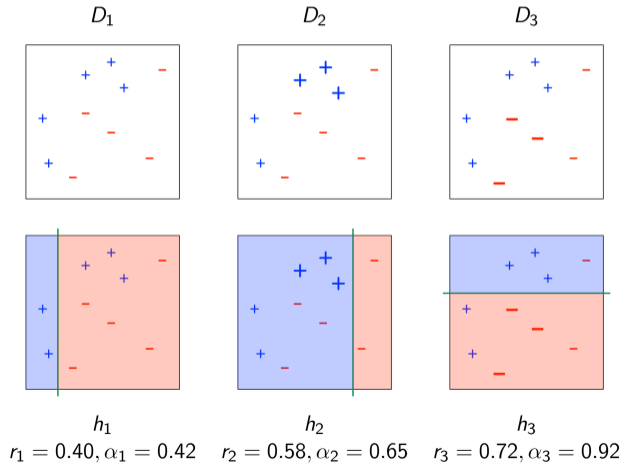 D₁ D₂ D₃
h₁ h₂ h₃
r₁ = 0.40, α₁ = 0.42 r₂ = 0.58, α₂ = 0.65 r₃ = 0.72, α₃ = 0.92